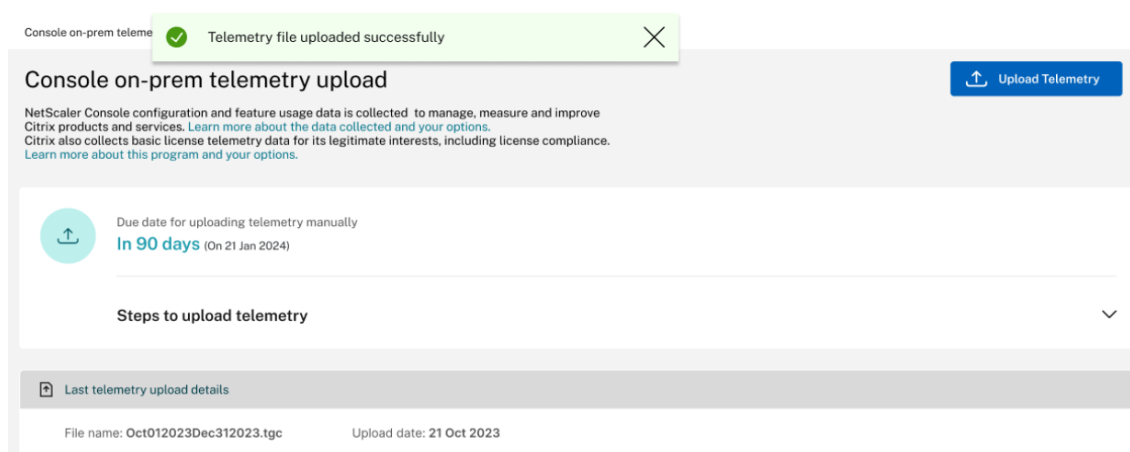 Console on-prem teleme
Telemetry file uploaded successfully
Console on-prem telemetry upload
Upload Telemetry
NetScaler Console configuration and feature usage data is collected to manage, measure and improve
Citrix products and services. Learn more about the data collected and your options.
Citrix also collects basic license telemetry data for its legitimate interests, including license compliance.
Learn more about this program and your options.
Due date for uploading telemetry manually
In 90 days (On 21 Jan 2024)
Steps to upload telemetry
Last telemetry upload details
File name: Oct012023Dec312023.tgc Upload date: 21 Oct 2023